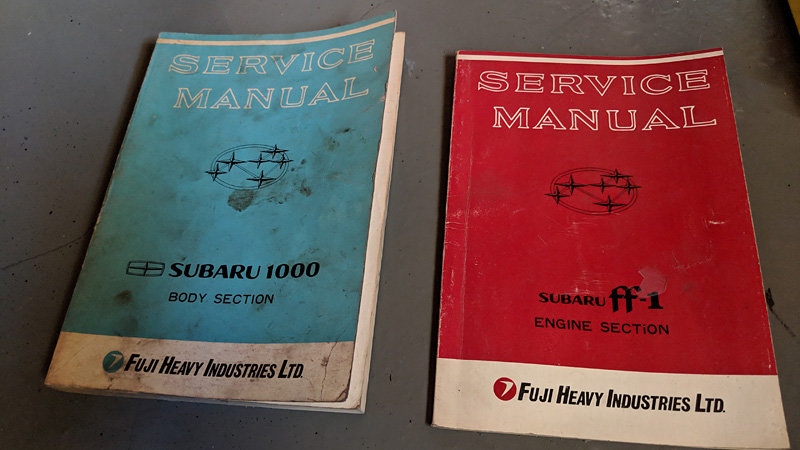 SERVICE
MANUAL
SUBARU 1000
BODY SECTION
FUJI HEAVY INDUSTRIES LTD.
SERVICE
MANUAL
SUBARU ff-1
ENGINE SECTiON
FUJI HEAVY INDUSTRIES LTD.